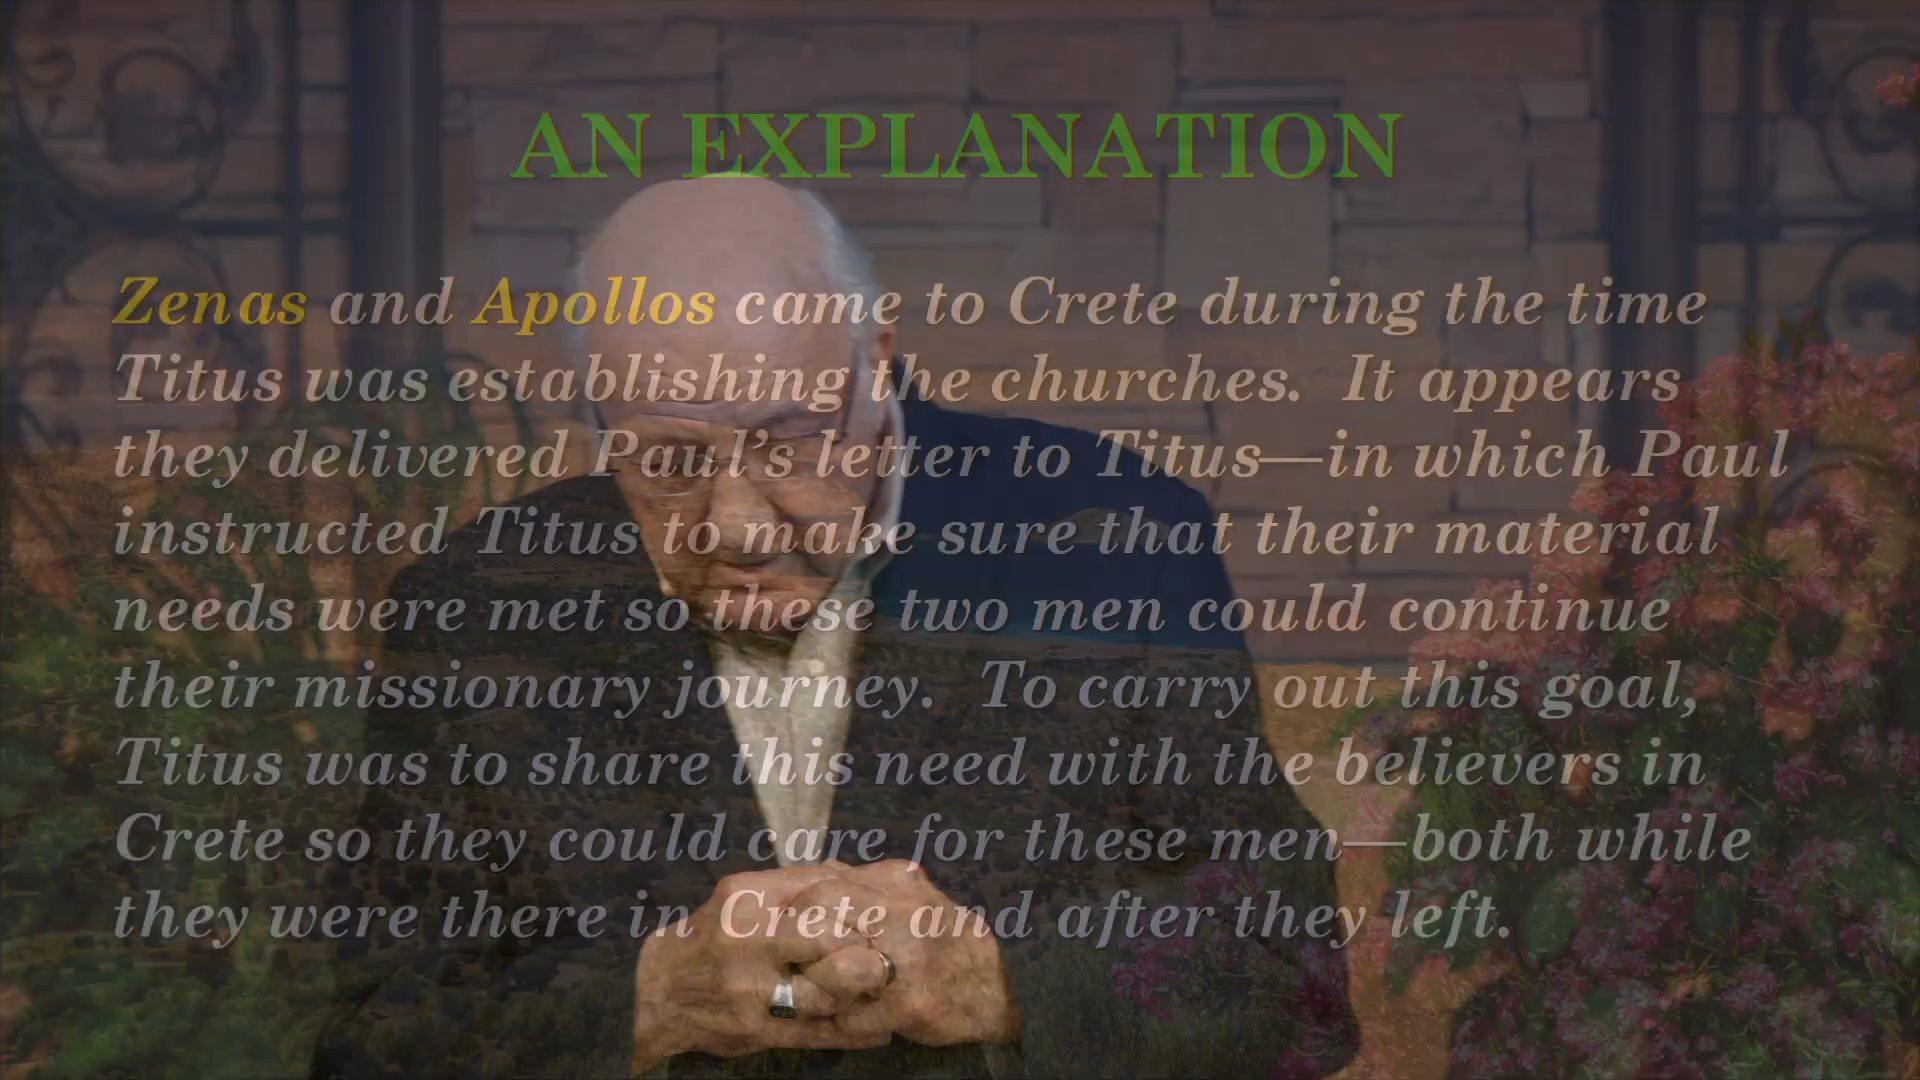 AN EXPLANATION
Zenas and Apollos came to Crete during the time
Titus was establishing the churches.  It appears
they delivered Paul’s letter to Titus—in which Paul
instructed Titus to make sure that their material
needs were met so these two men could continue
their missionary journey.  To carry out this goal,
Titus was to share this need with the believers in
Crete so they could care for these men—both while
they were there in Crete and after they left.